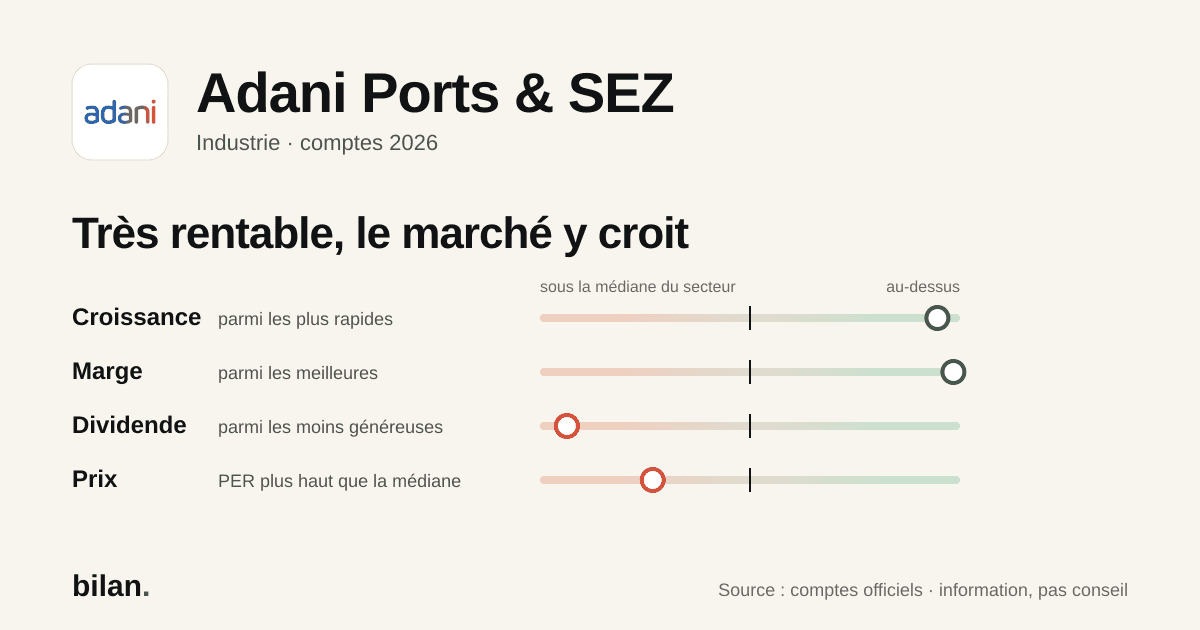 adani
Adani Ports & SEZ
Industrie · comptes 2026
Très rentable, le marché y croit
sous la médiane du secteur au-dessus
Croissance parmi les plus rapides
Marge parmi les meilleures
Dividende parmi les moins généreuses
Prix PER plus haut que la médiane
bilan.
Source : comptes officiels · information, pas conseil